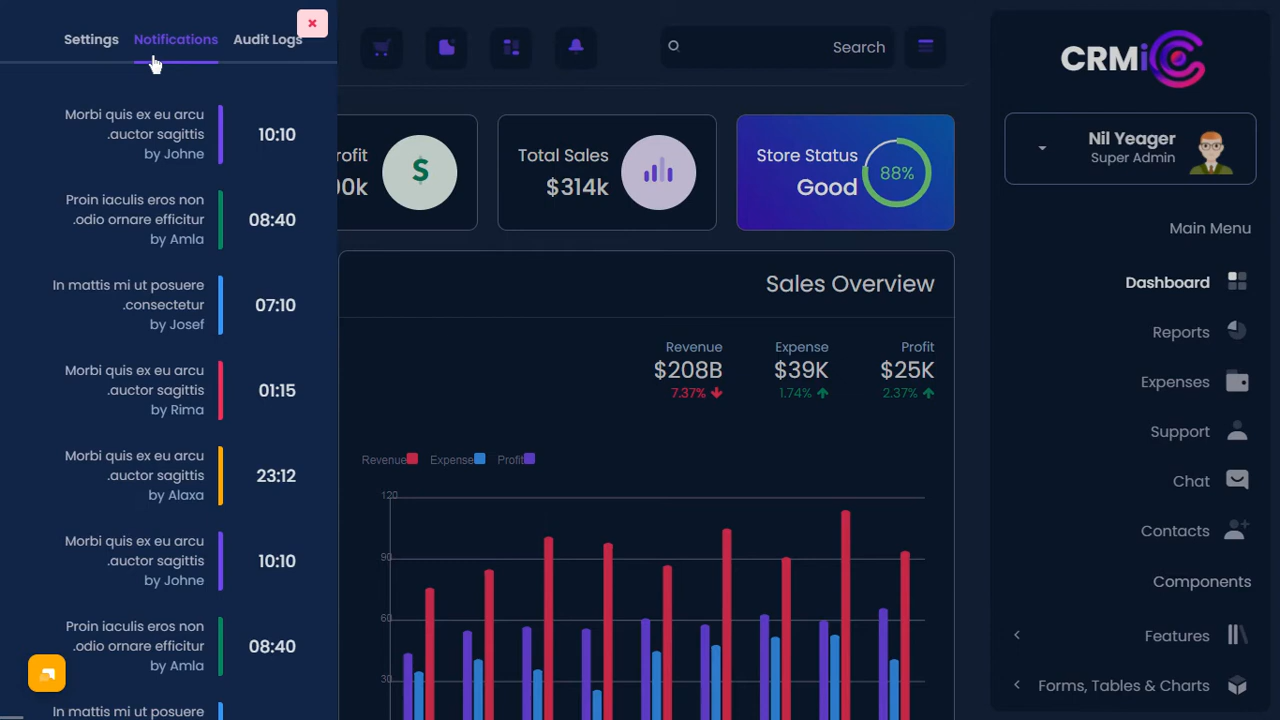 Settings
Notifications
Audit Logs
Morbi quis ex eu arcu
.auctor sagittis
by Johne
10:10
Proin iaculis eros non
.odio ornare efficitur
by Amla
08:40
In mattis mi ut posuere
.consectetur
by Josef
07:10
Morbi quis ex eu arcu
.auctor sagittis
by Rima
01:15
Morbi quis ex eu arcu
.auctor sagittis
by Alaxa
23:12
Morbi quis ex eu arcu
.auctor sagittis
by Johne
10:10
Proin iaculis eros non
.odio ornare efficitur
by Amla
08:40
In mattis mi ut posuere
Search
rofit
00k
$
Total Sales
$314k
Store Status
Good
88%
Sales Overview
Revenue
$208B
7.37%
Expense
$39K
1.74%
Profit
$25K
2.37%
Revenue
Expense
Profit
120
90
60
30
CRMi
Nil Yeager
Super Admin
Main Menu
Dashboard
Reports
Expenses
Support
Chat
Contacts
Components
Features
Forms, Tables & Charts